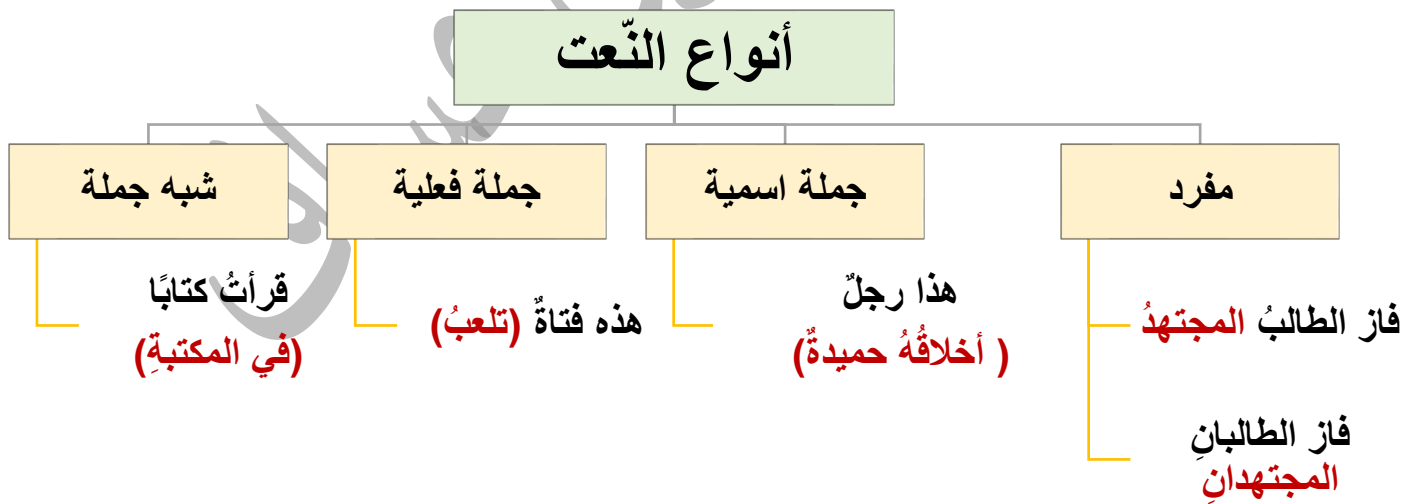 أنواع النّعت
مفرد
جملة اسمية
جملة فعلية
شبه جملة
فاز الطالبُ المجتهدُ
فاز الطالبانِ
المجتهدانِ
هذا رجلٌ
( أخلاقُهُ حميدةٌ)
هذه فتاةٌ (تلعبُ)
قرأتُ كتابًا
(في المكتبةِ)